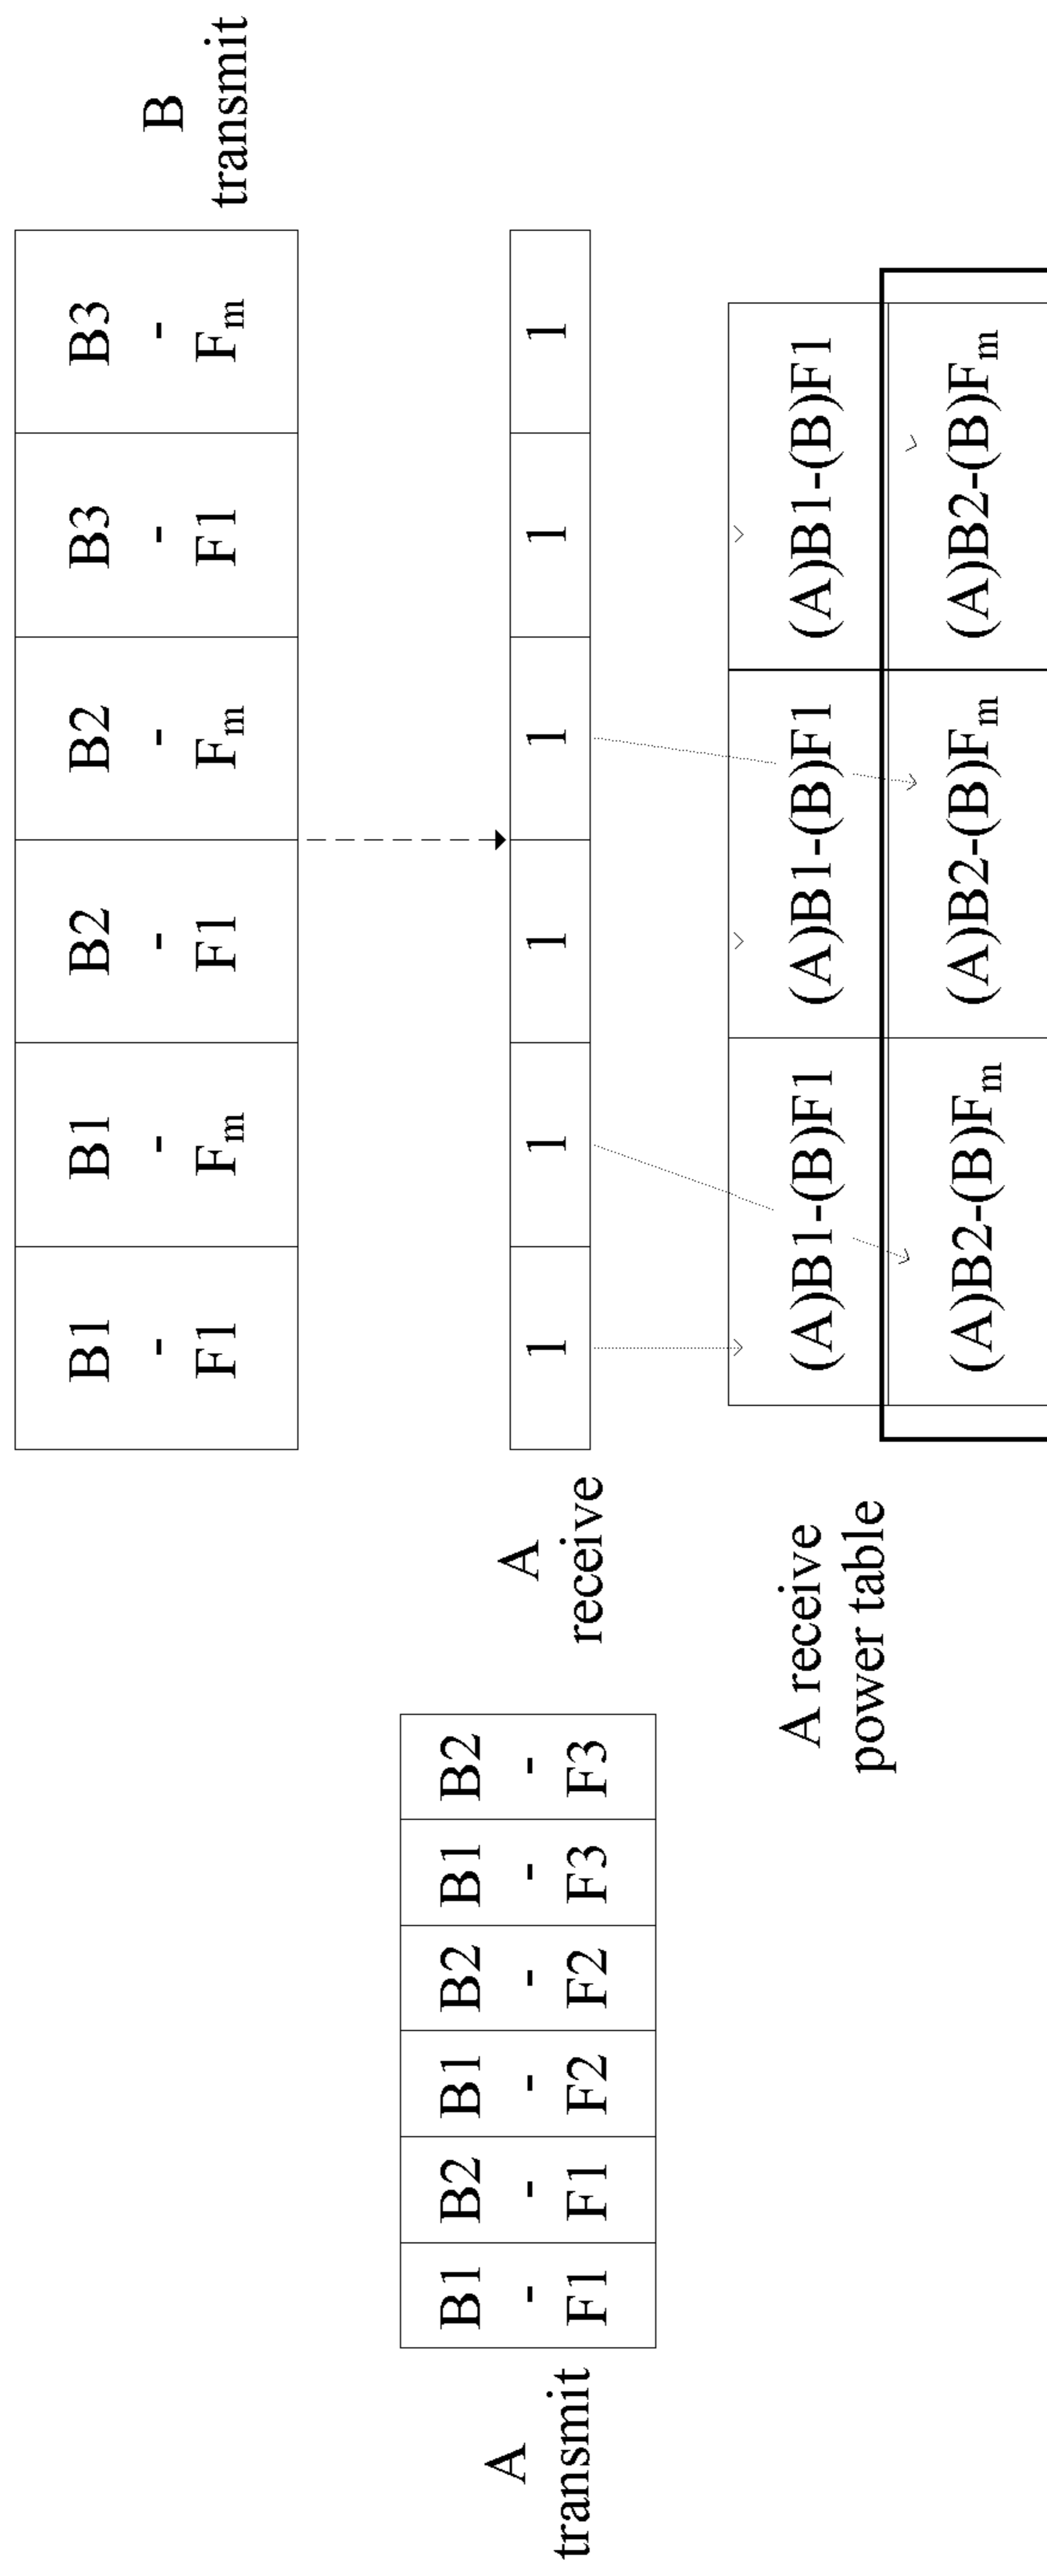 B1 B1 B2 B2 B3 B3
- - - - - -
F1 Fm F1 Fm F1 Fm
B
transmit
A
transmit
B1 B2 B1 B2 B1 B2
- - - - - -
F1 F1 F2 F2 F3 F3
A
receive
1 1 1 1 1 1
A receive
power table
(A)B1-(B)F1 (A)B1-(B)F1 (A)B1-(B)F1
(A)B2-(B)Fm (A)B2-(B)Fm (A)B2-(B)Fm